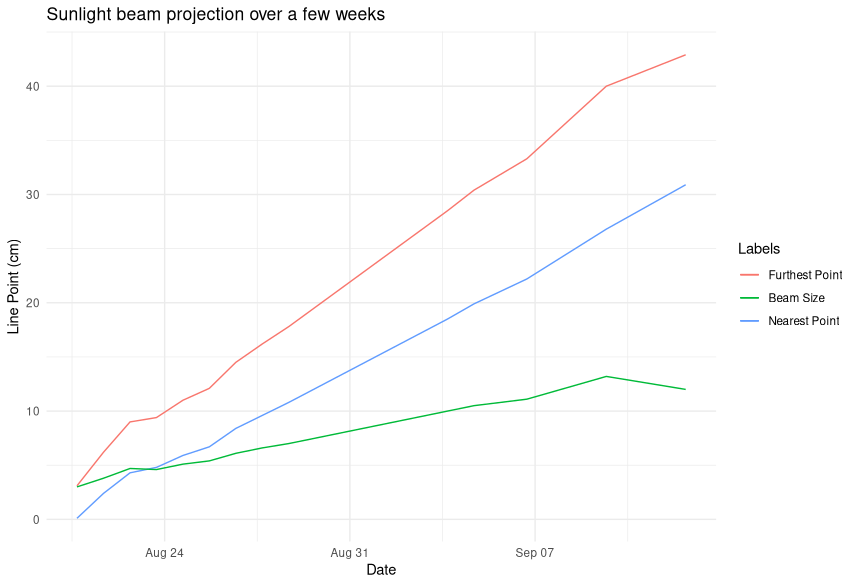 Sunlight beam projection over a few weeks
Line Point (cm)
40
30
20
10
0
Aug 24
Aug 31
Sep 07
Date
Labels
Furthest Point
Beam Size
Nearest Point